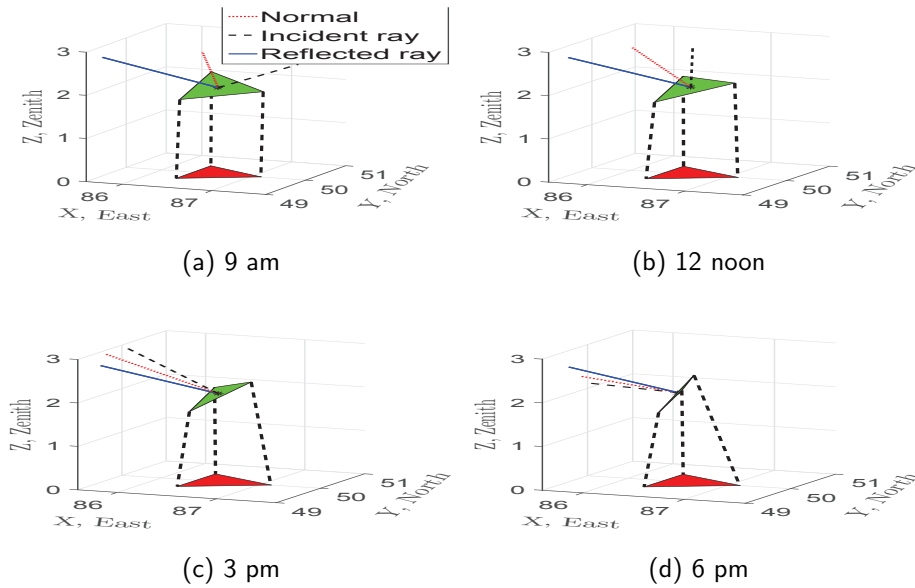 Normal
Incident ray
Reflected ray
3
2
1
0
Z, Zenith
86
87
X, East
49
50
51
Y, North
(a) 9 am
3
2
1
0
Z, Zenith
86
87
X, East
49
50
51
Y, North
(b) 12 noon
3
2
1
0
Z, Zenith
86
87
X, East
49
50
51
Y, North
(c) 3 pm
3
2
1
0
Z, Zenith
86
87
X, East
49
50
51
Y, North
(d) 6 pm